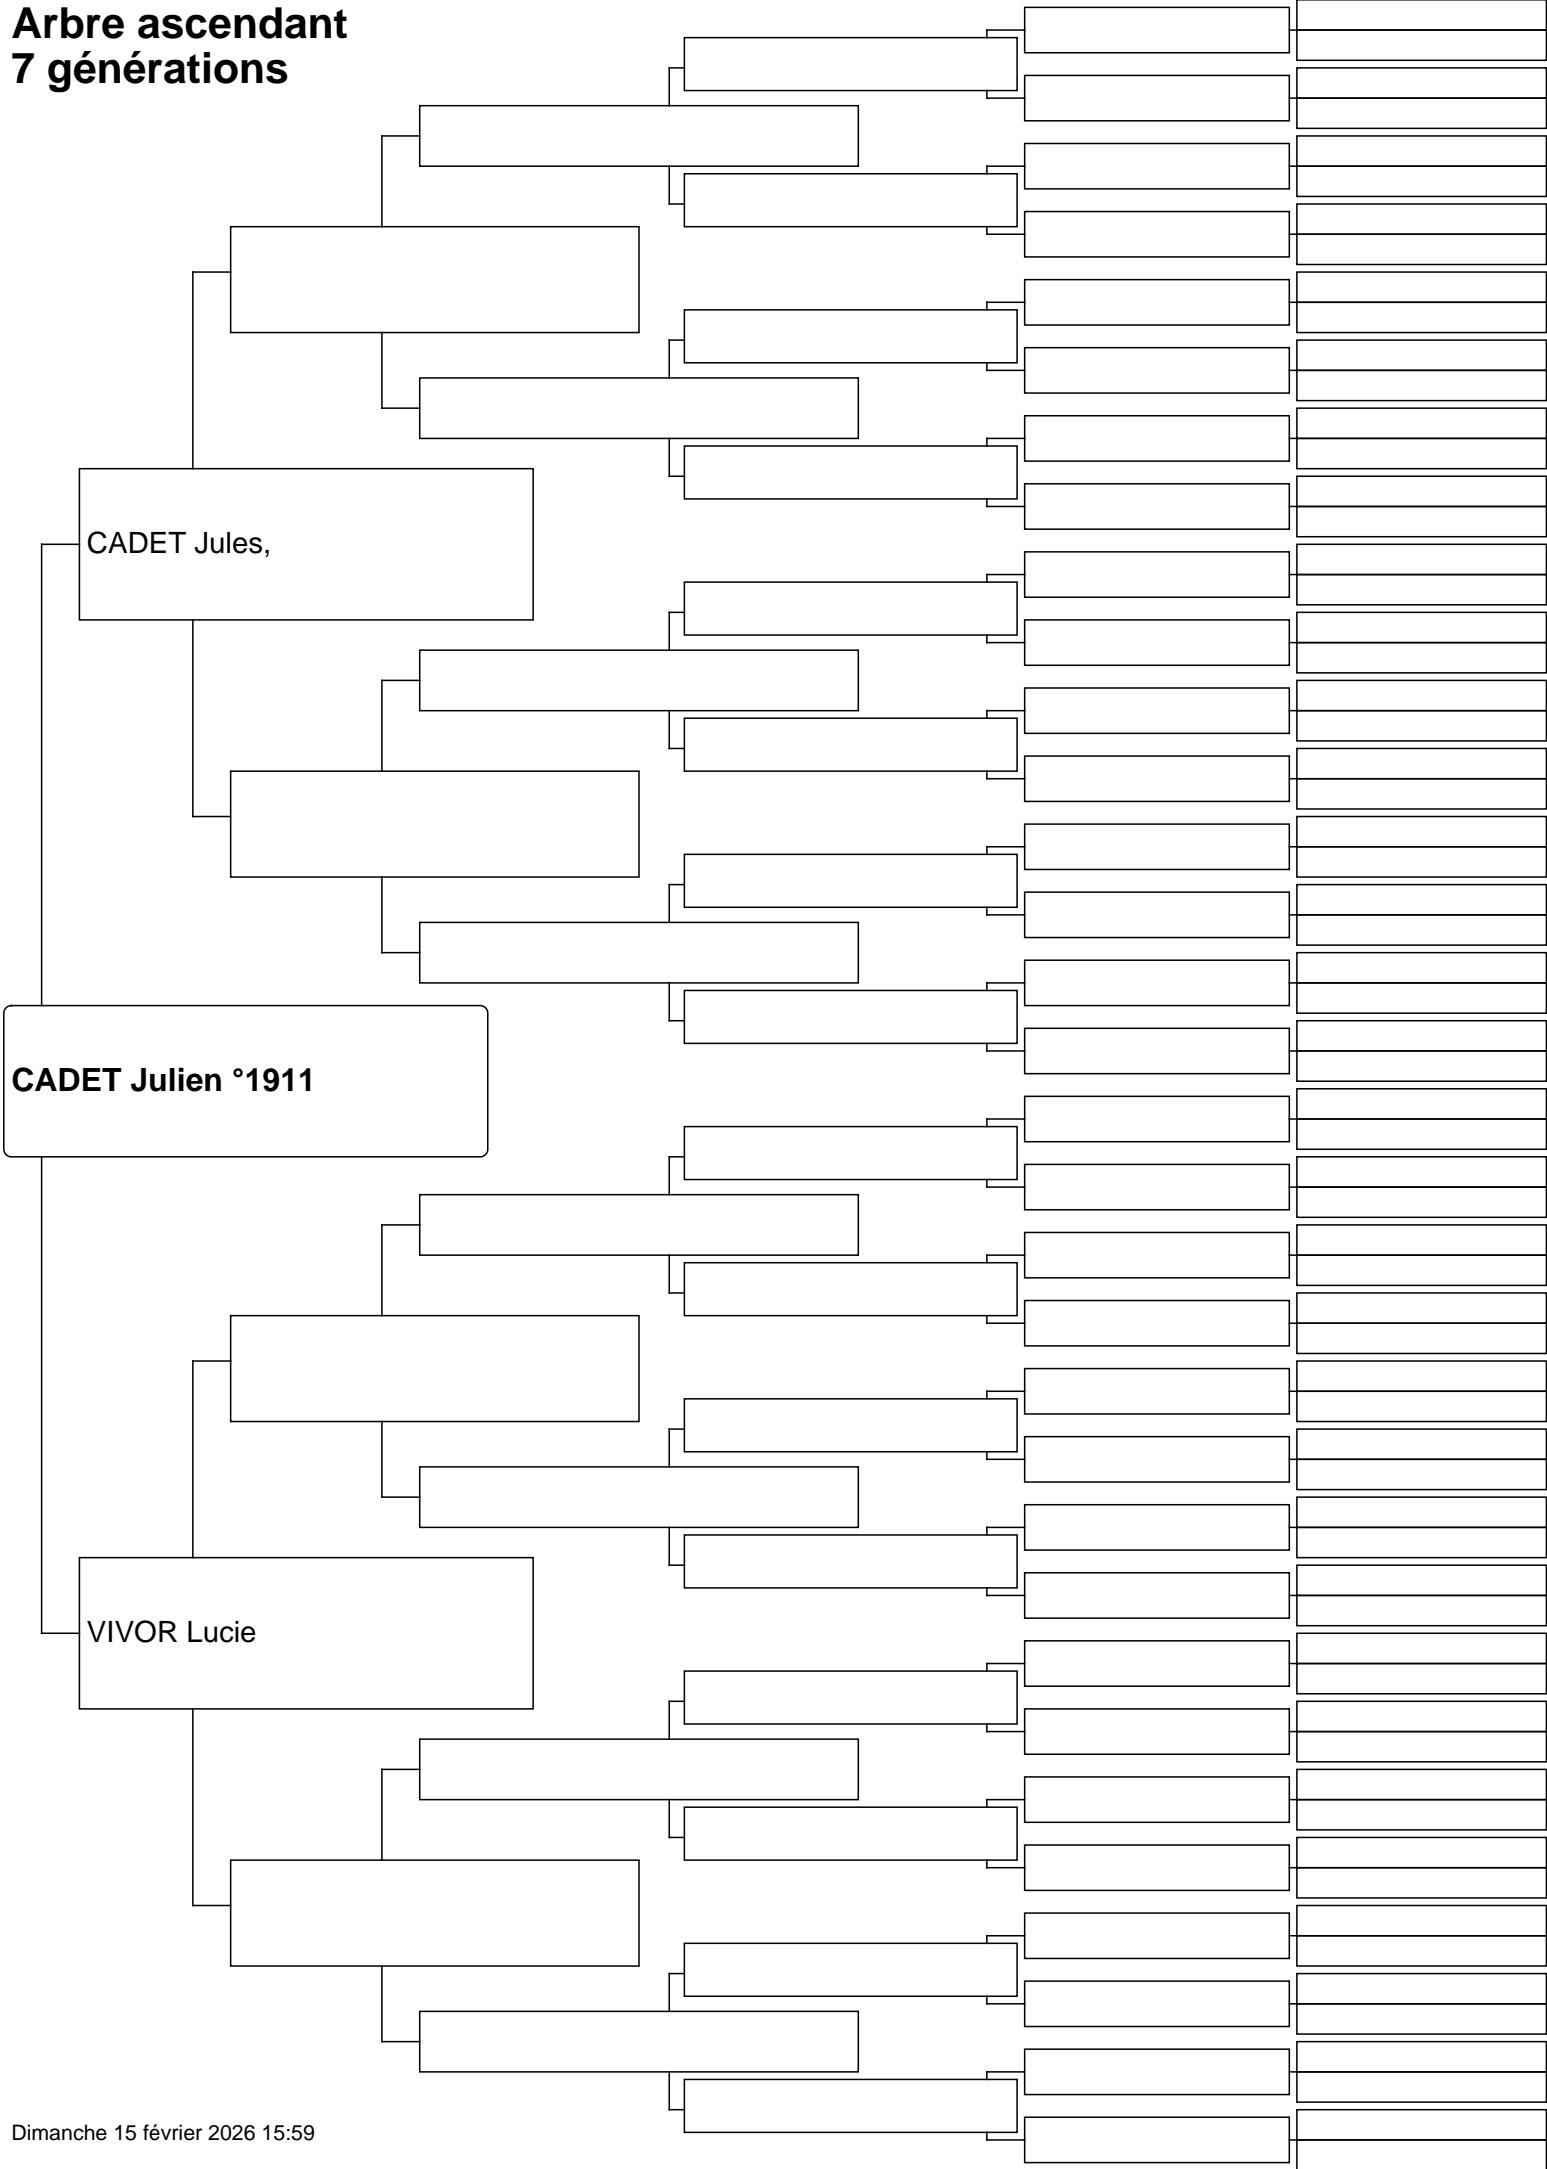 Arbre ascendant
7 générations
CADET Jules,
CADET Julien °1911
VIVOR Lucie
Dimanche 15 février 2026 15:59